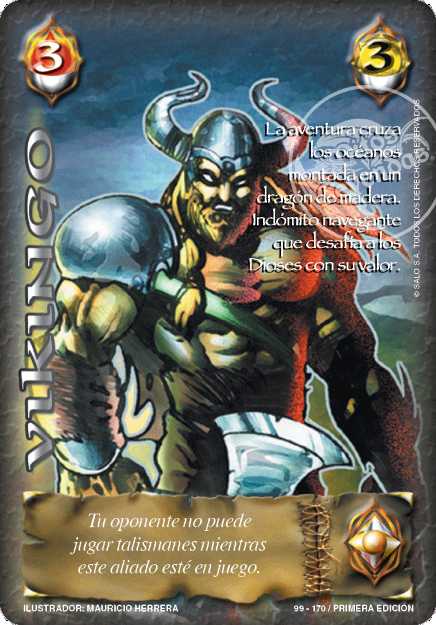 3
3
VIKINGO
La aventura cruza
los océanos
montada en un
dragón de madera.
Indómito navegante
que desafía a los
Dioses con su valor.
© SALO S.A. TODOS LOS DERECHOS RESERVADOS
Tu oponente no puede
jugar talismanes mientras
este aliado esté en juego.
ILUSTRADOR: MAURICIO HERRERA
99 - 170 / PRIMERA EDICIÓN